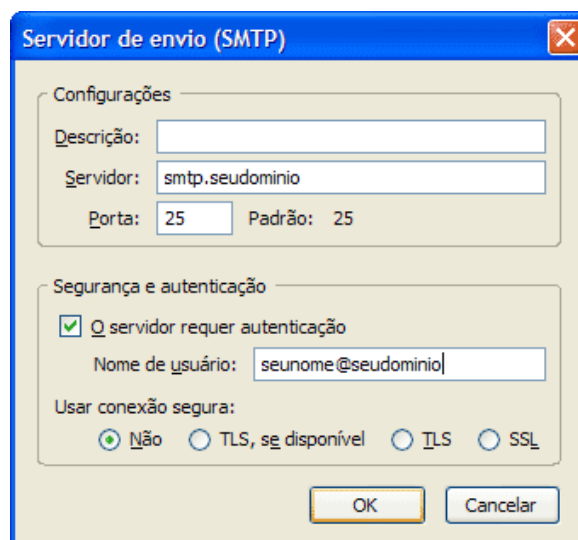 Servidor de envio (SMTP)
Configurações
Descrição:
Servidor: smtp.seudominio
Porta: 25 Padrão: 25
Segurança e autenticação
O servidor requer autenticação
Nome de usuário: seunome@seudominio
Usar conexão segura:
Não TLS, se disponível TLS SSL
OK Cancelar